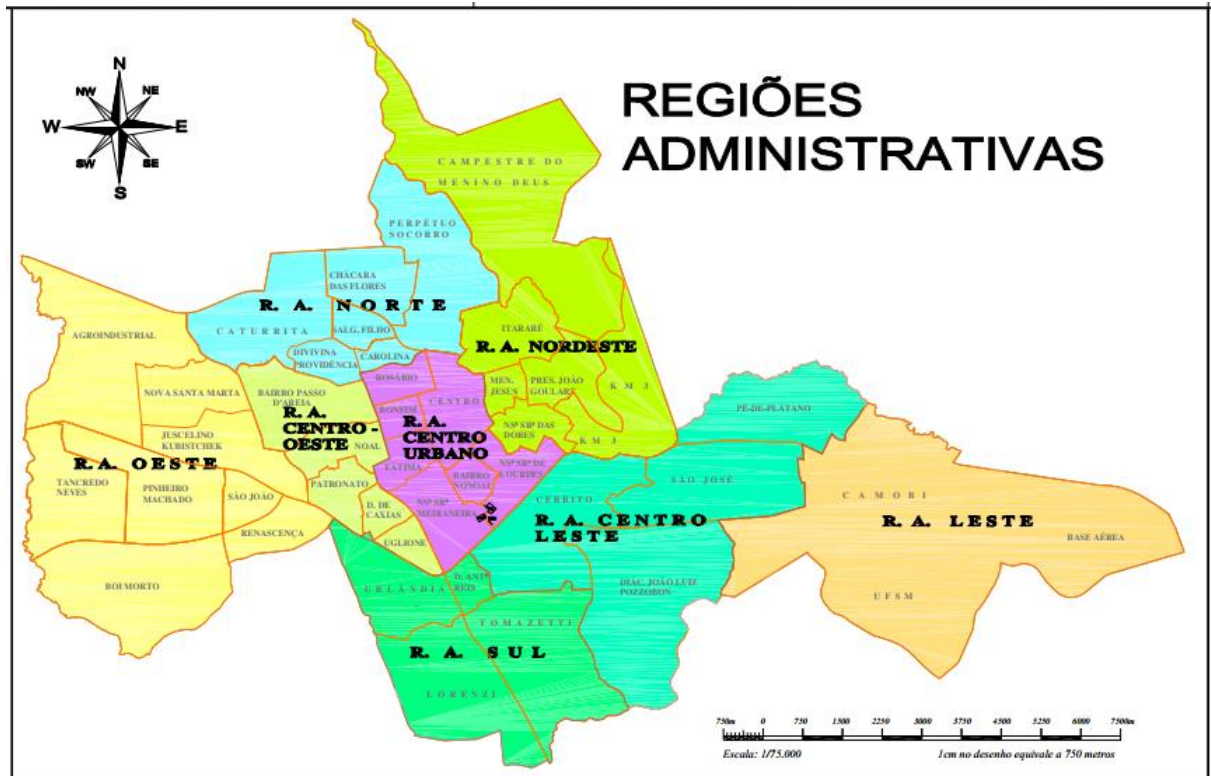 REGIÕES
ADMINISTRATIVAS
N
NW
NE
W
E
SW
SE
S
CAMPESTRE DO
MENINO DEUS
PERPÉTUO
SOCORRO
CHÁCARA
DAS FLORES
R. A. NORTE
CATURRITA
SALG. FILHO
DIVIVINA
PROVIDÊNCIA
CAROLINA
AGROINDUSTRIAL
NOVA SANTA MARTA
JUSCELINO
KUBISTCHEK
R. A. OESTE
TANCREDO
NEVES
PINHEIRO
MACHADO
SÃO JOÃO
RENASCENÇA
BOI MORTO
BAIRRO PASSO
D'AREIA
R. A.
CENTRO -
OESTE
NOAL
PATRONATO
D. DE
CAXIAS
UGLIONE
ROSÁRIO
CENTRO
BONFIM
R. A.
CENTRO
URBANO
FÁTIMA
BAIRRO
NONOAI
Nª SRª DE
LOURDES
Nª SRª
MEDIANEIRA
ITARARÉ
R. A. NORDESTE
MEN.
JESUS
PRES. JOÃO
GOULART
K M 3
Nª SRª DAS
DORES
K M 3
PÉ-DE-PLÁTANO
SÃO JOSÉ
CERRITO
R. A. CENTRO
LESTE
DIÁC. JOÃO LUIZ
POZZOBON
CAMOBI
R. A. LESTE
BASE AÉREA
UFSM
URLÂNDIA
D. ANTº
REIS
TOMAZETTI
R. A. SUL
LORENZI
750m 0 750 1500 2250 3000 3750 4500 5250 6000 7500m
Escala: 1/75.000
1cm no desenho equivale a 750 metros